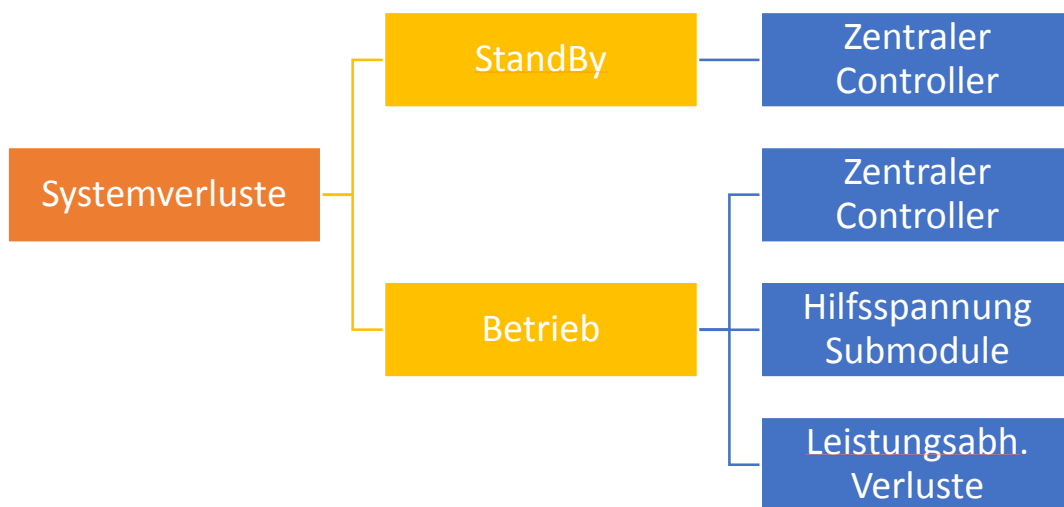 StandBy
Zentraler
Controller
Systemverluste
Zentraler
Controller
Betrieb
Hilfsspannung
Submodule
Leistungsabh.
Verluste